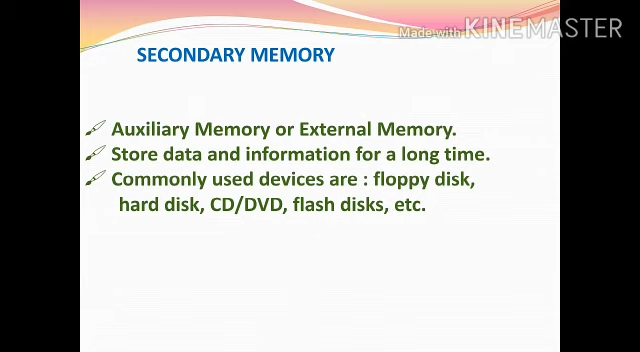 Made with KINEMASTER
SECONDARY MEMORY
Auxiliary Memory or External Memory.
Store data and information for a long time.
Commonly used devices are : floppy disk,
hard disk, CD/DVD, flash disks, etc.